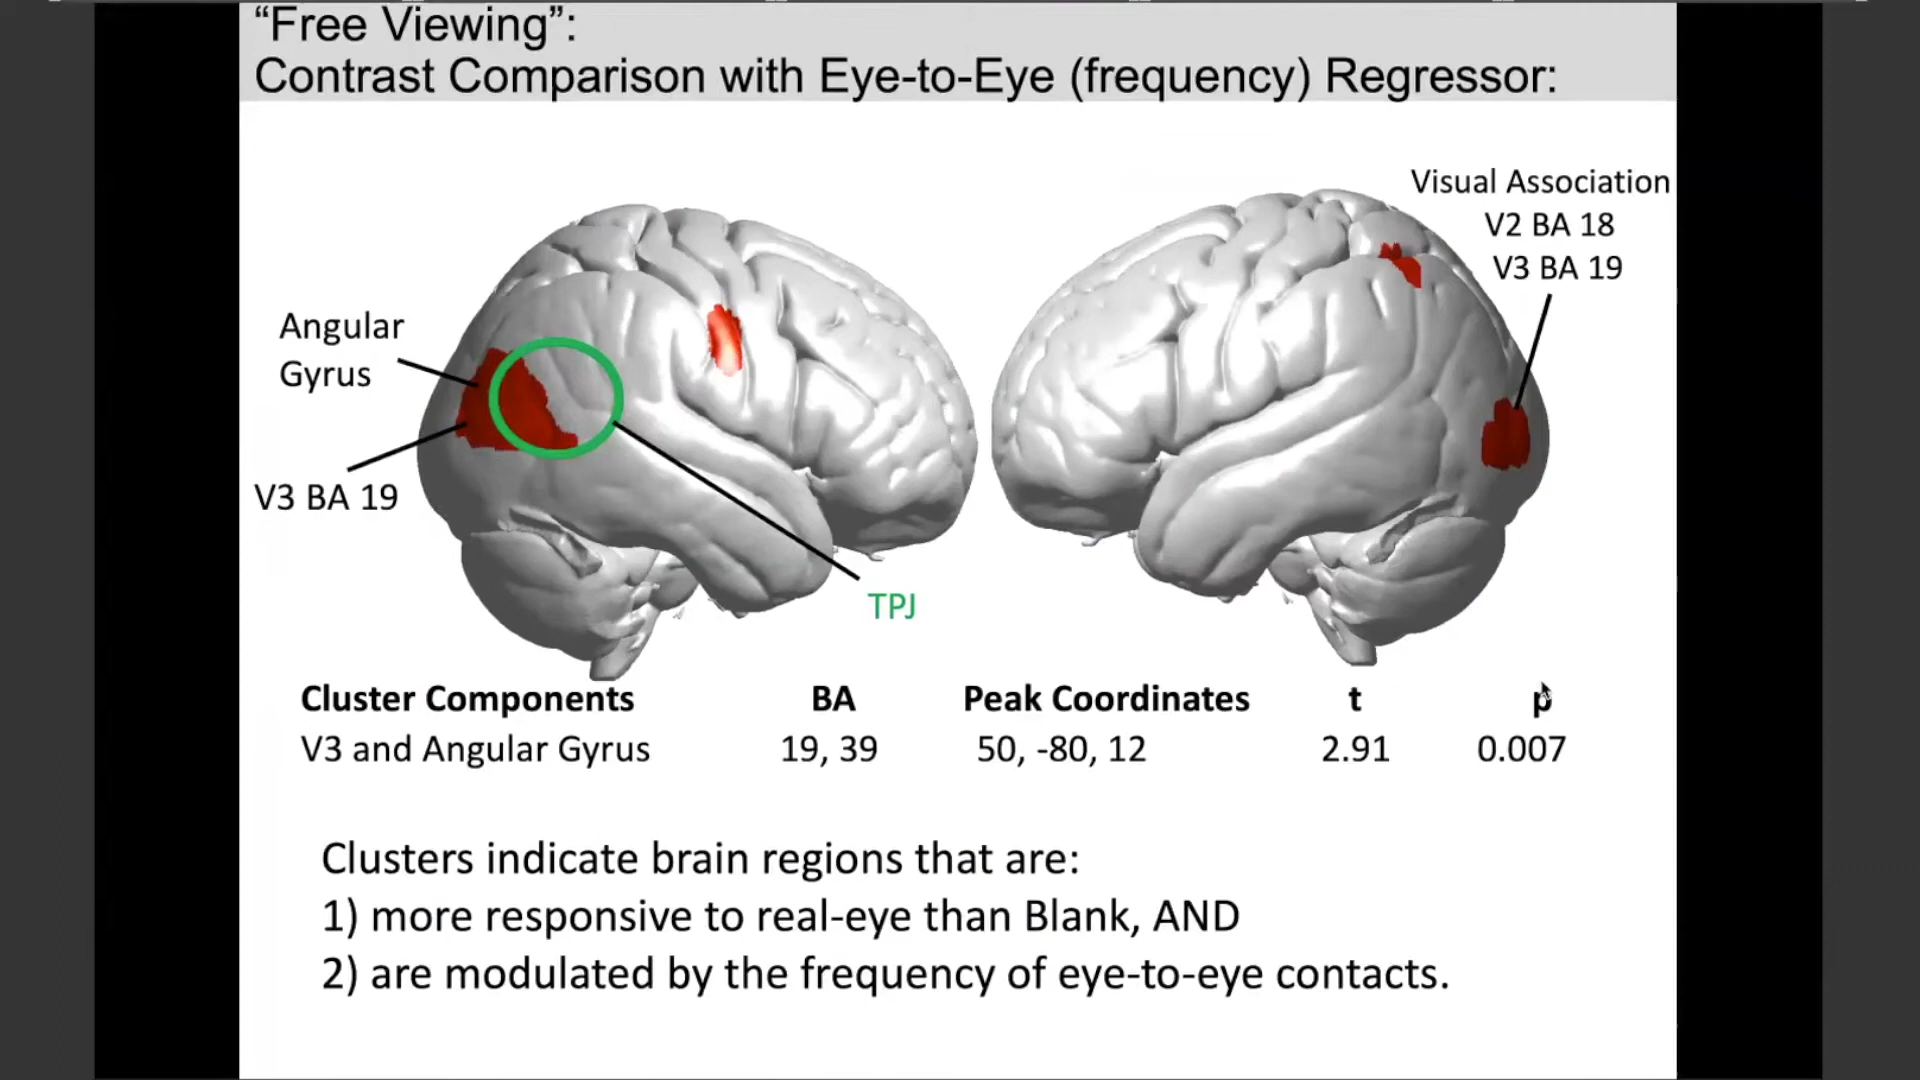 “Free Viewing”:
Contrast Comparison with Eye-to-Eye (frequency) Regressor:
Visual Association
V2 BA 18
V3 BA 19
Angular
Gyrus
V3 BA 19
TPJ
Cluster Components BA Peak Coordinates t p
V3 and Angular Gyrus 19, 39 50, -80, 12 2.91 0.007
Clusters indicate brain regions that are:
1) more responsive to real-eye than Blank, AND
2) are modulated by the frequency of eye-to-eye contacts.